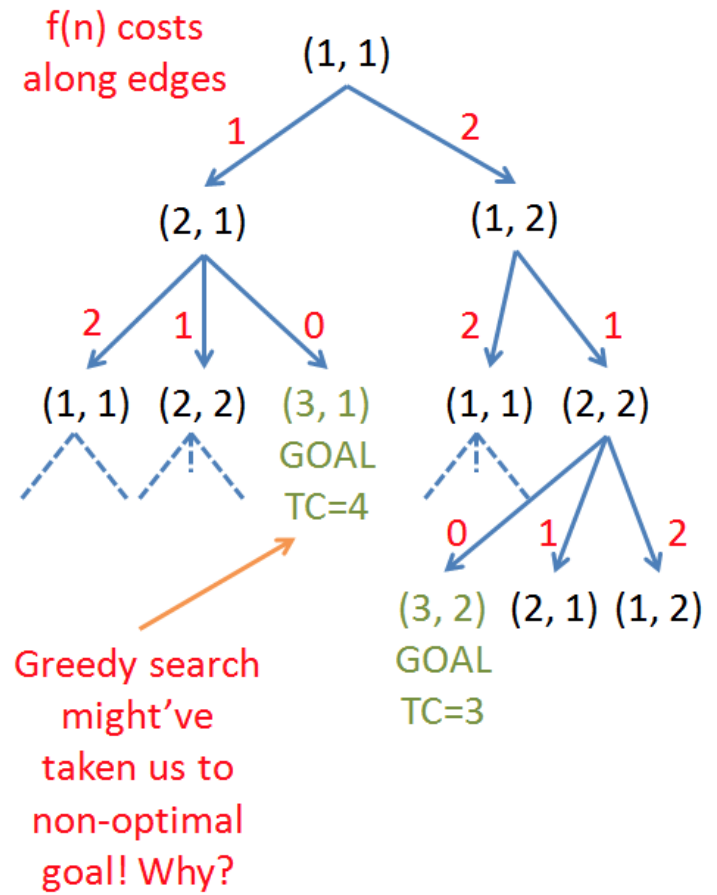 f(n) costs
along edges
(1, 1)
1
2
(2, 1)
(1, 2)
2
1
0
2
1
(1, 1)
(2, 2)
(3, 1)
GOAL
TC=4
(1, 1)
(2, 2)
0
1
2
(3, 2)
GOAL
TC=3
(2, 1)
(1, 2)
Greedy search
might’ve
taken us to
non-optimal
goal! Why?